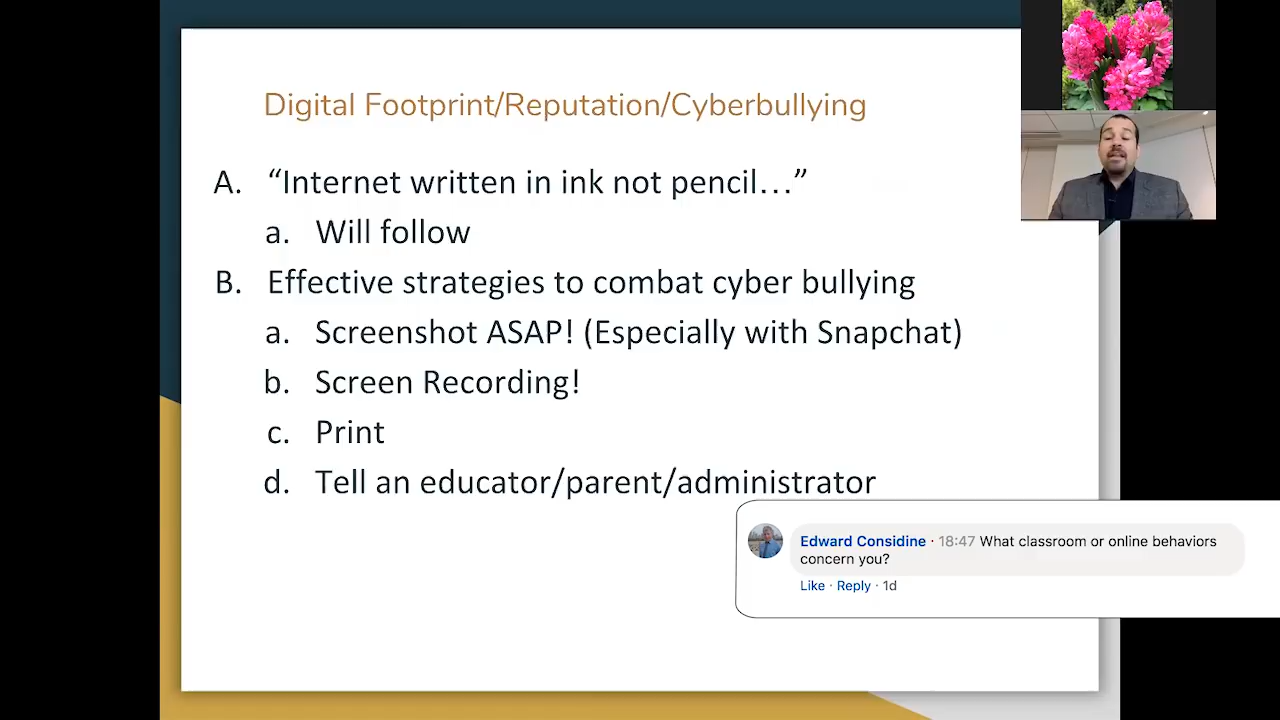 Digital Footprint/Reputation/Cyberbullying
A. “Internet written in ink not pencil…”
a. Will follow
B. Effective strategies to combat cyber bullying
a. Screenshot ASAP! (Especially with Snapchat)
b. Screen Recording!
c. Print
d. Tell an educator/parent/administrator
Edward Considine · 18:47 What classroom or online behaviors
concern you?
Like · Reply · 1d